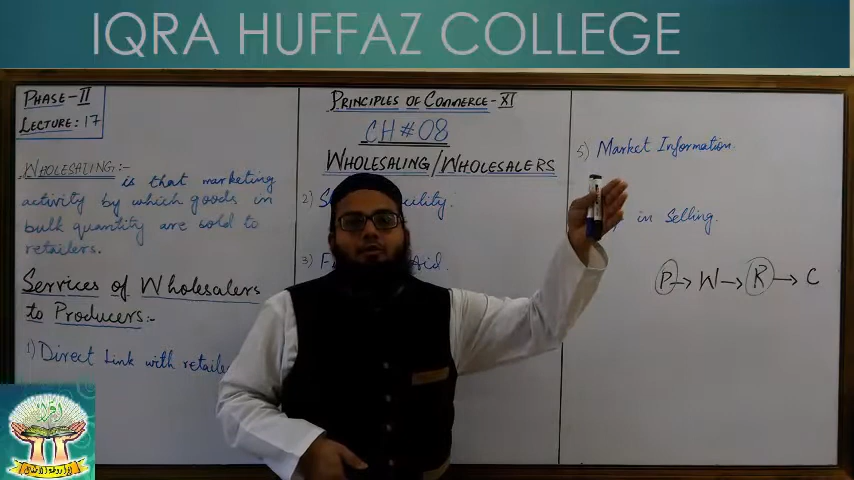 IQRA HUFFAZ COLLEGE
PHASE-II
LECTURE: 17
WHOLESALING:-
is that marketing
activity by which goods in
bulk quantity are sold to
retailers.
Services of Wholesalers
to Producers:-
1) Direct Link with
PRINCIPLES OF COMMERCE-XI
CH # 08
WHOLESALING/WHOLESALERS
2)
3)
Aid.
5) Market Information.
in Selling.
P→W→R→C